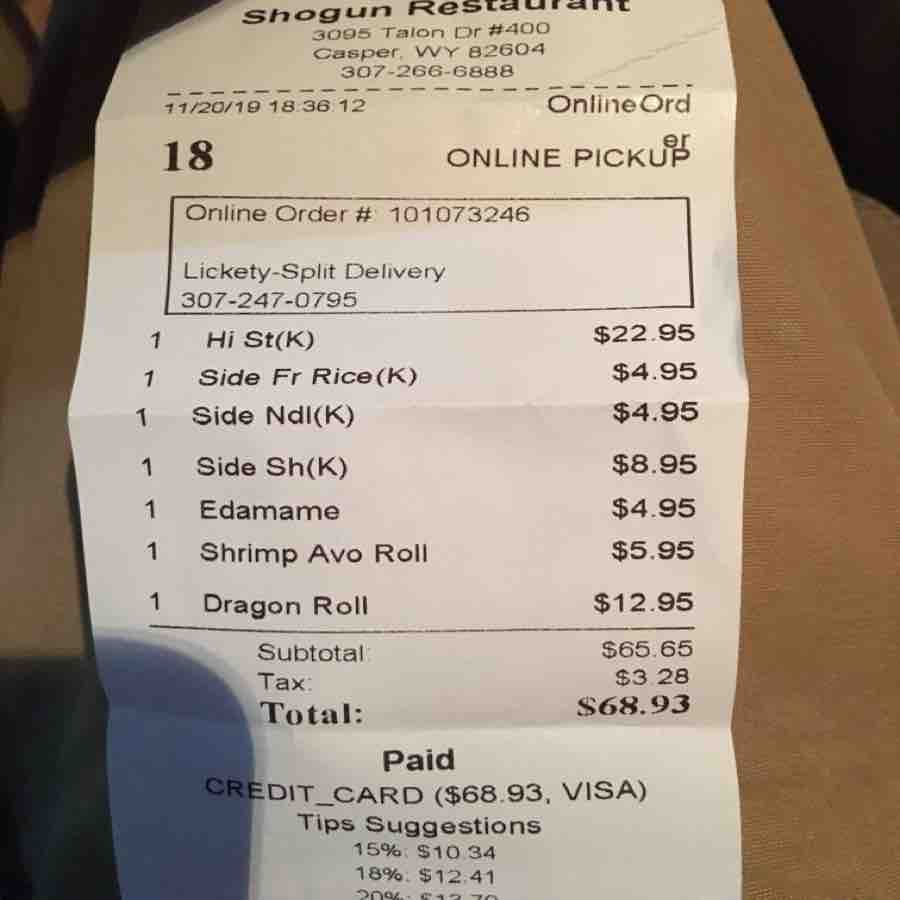 Shogun Restaurant
3095 Talon Dr #400
Casper, WY 82604
307-266-6888
11/20/19 18:36:12 OnlineOrd
er
18 ONLINE PICKUP
Online Order # 101073246
Lickety-Split Delivery
307-247-0795
1 Hi St(K) $22.95
1 Side Fr Rice(K) $4.95
1 Side Ndl(K) $4.95
1 Side Sh(K) $8.95
1 Edamame $4.95
1 Shrimp Avo Roll $5.95
1 Dragon Roll $12.95
Subtotal: $65.65
Tax: $3.28
Total: $68.93
Paid
CREDIT_CARD ($68.93, VISA)
Tips Suggestions
15%: $10.34
18%: $12.41
20%: $13.79